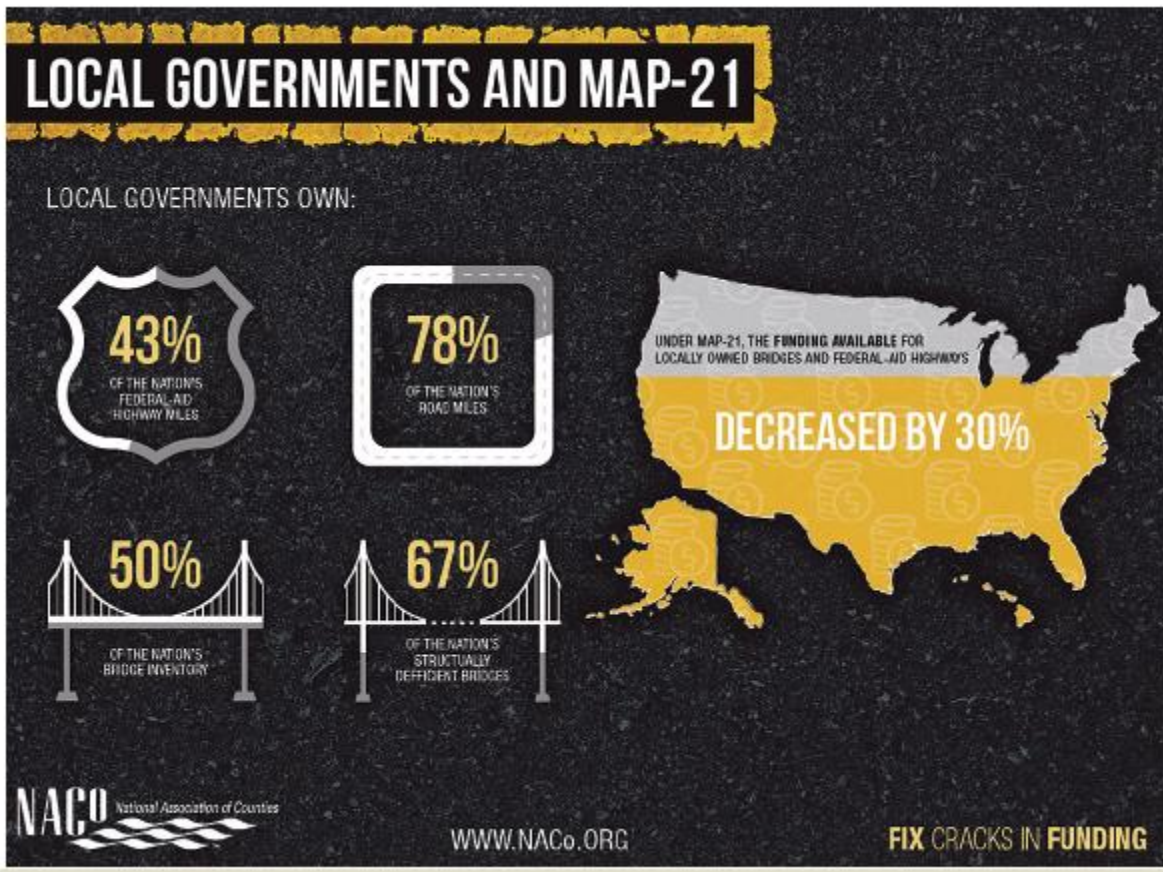 LOCAL GOVERNMENTS AND MAP-21
LOCAL GOVERNMENTS OWN:
43%
OF THE NATION'S
FEDERAL-AID
HIGHWAY MILES
78%
OF THE NATION'S
ROAD MILES
50%
OF THE NATION'S
BRIDGE INVENTORY
67%
OF THE NATION'S
STRUCTUALLY
DEFFICIENT BRIDGES
UNDER MAP-21, THE FUNDING AVAILABLE FOR
LOCALLY OWNED BRIDGES AND FEDERAL-AID HIGHWAYS
DECREASED BY 30%
NACo National Association of Counties
WWW.NACo.ORG
FIX CRACKS IN FUNDING